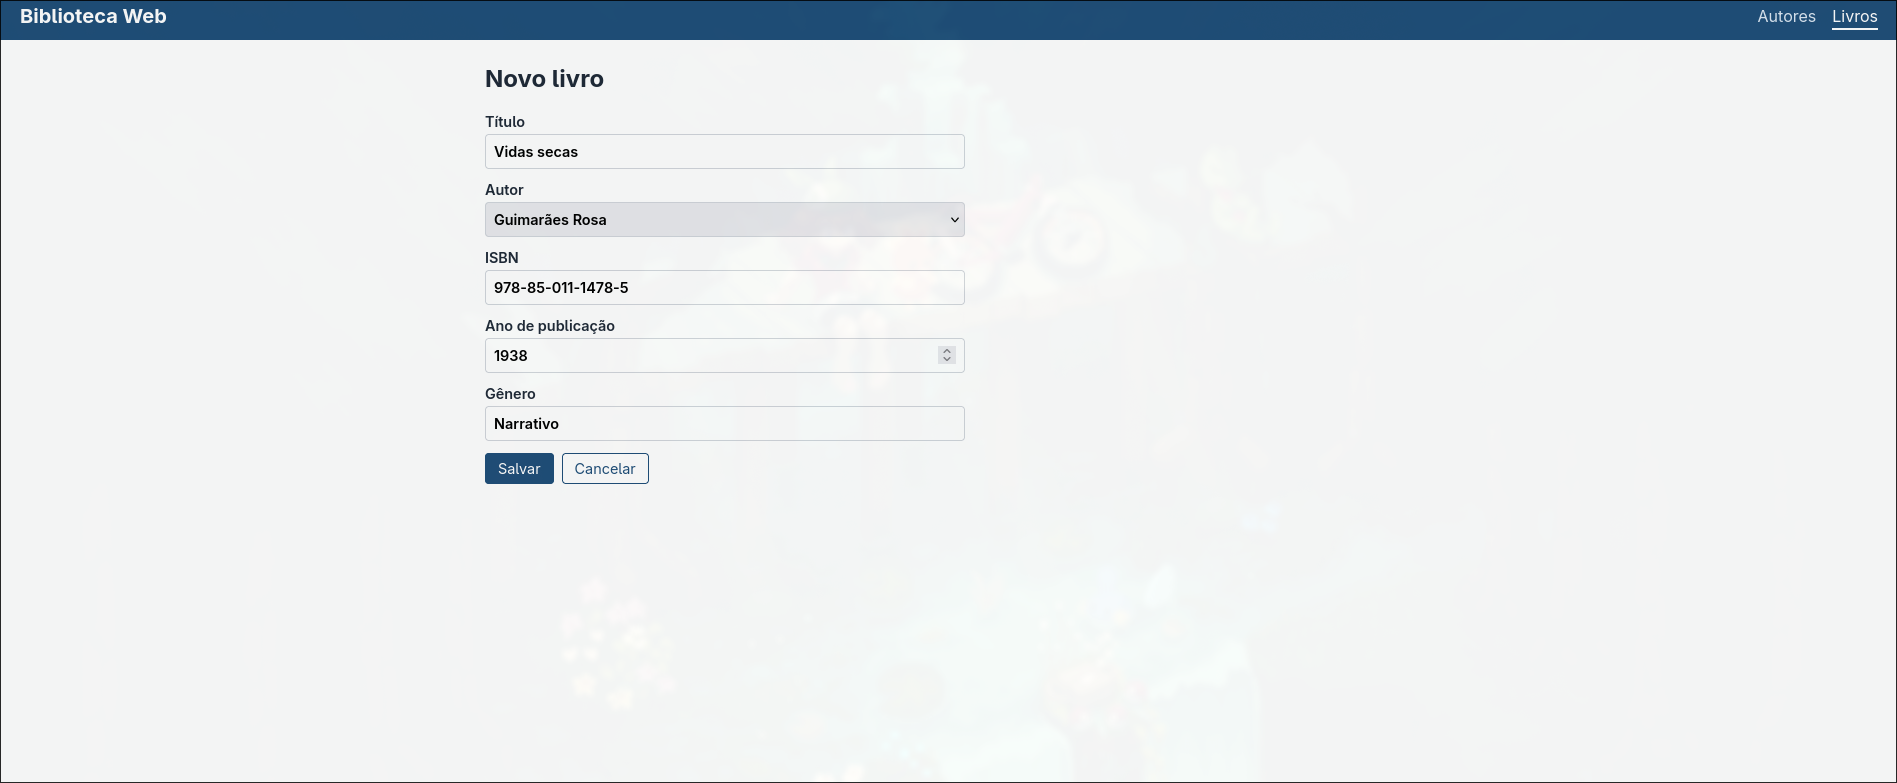 Biblioteca Web
Autores Livros
Novo livro
Título
Vidas secas
Autor
Guimarães Rosa
ISBN
978-85-011-1478-5
Ano de publicação
1938
Gênero
Narrativo
Salvar Cancelar